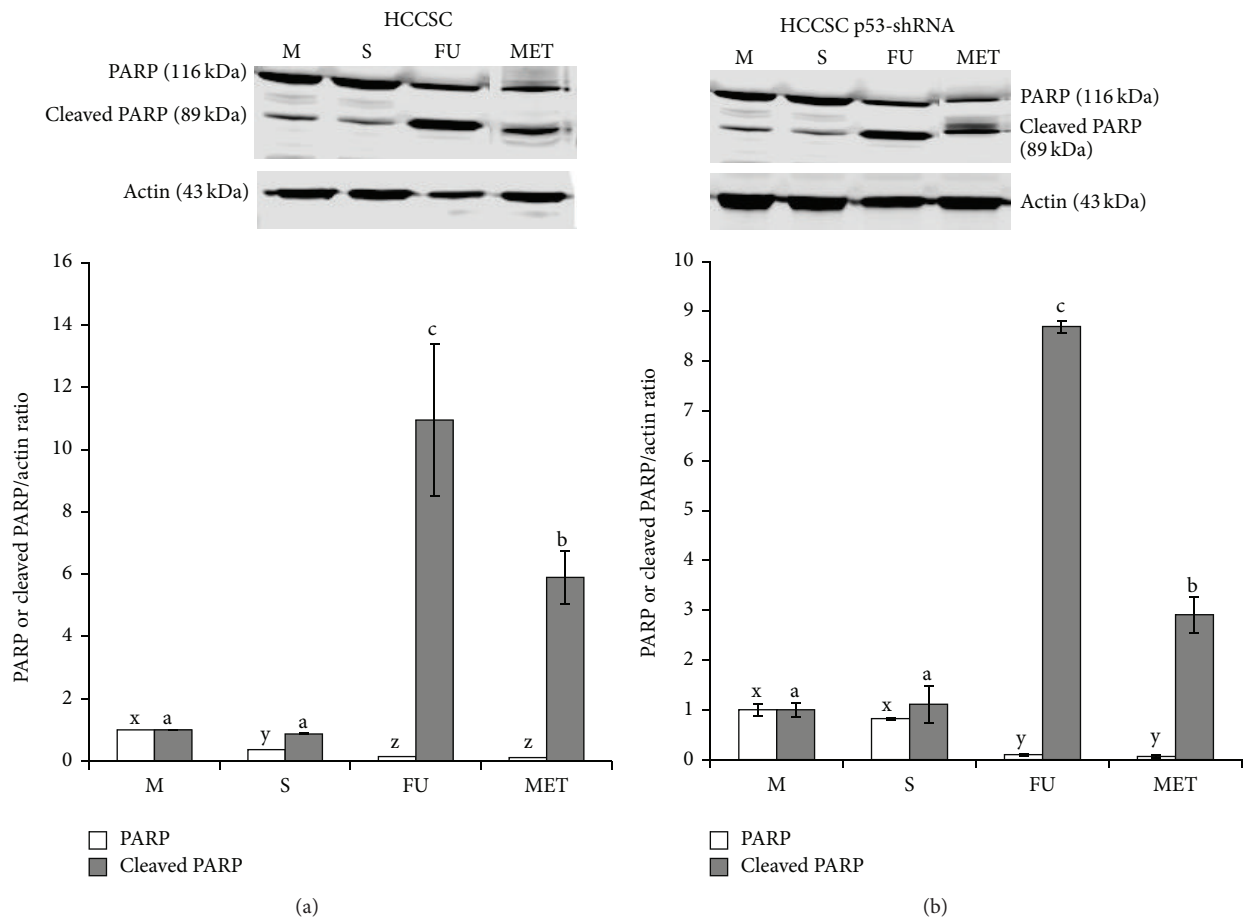 HCCSC
M S FU MET
PARP (116 kDa)
Cleaved PARP (89 kDa)
Actin (43 kDa)
PARP or cleaved PARP/actin ratio
16
14
12
10
8
6
4
2
0
x a y a z c z b
M S FU MET
PARP
Cleaved PARP
(a)
HCCSC p53-shRNA
M S FU MET
PARP (116 kDa)
Cleaved PARP
(89 kDa)
Actin (43 kDa)
PARP or cleaved PARP/actin ratio
10
9
8
7
6
5
4
3
2
1
0
x a x a y c y b
M S FU MET
PARP
Cleaved PARP
(b)